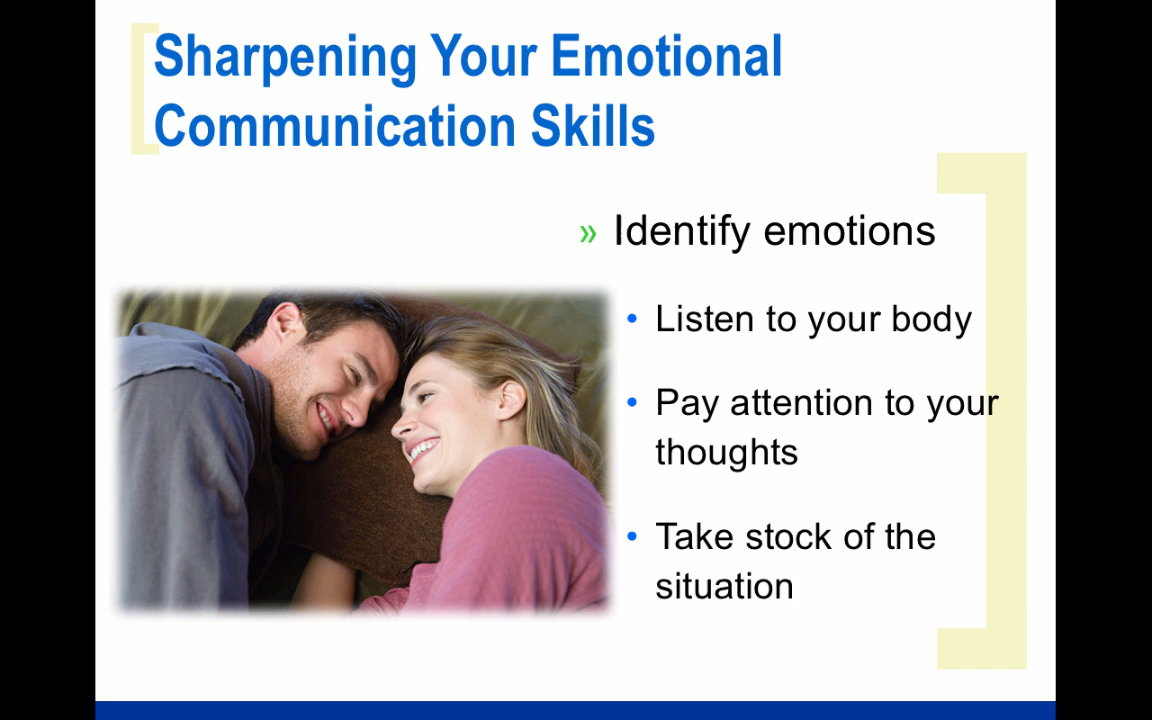 Sharpening Your Emotional
Communication Skills
» Identify emotions
• Listen to your body
• Pay attention to your
thoughts
• Take stock of the
situation